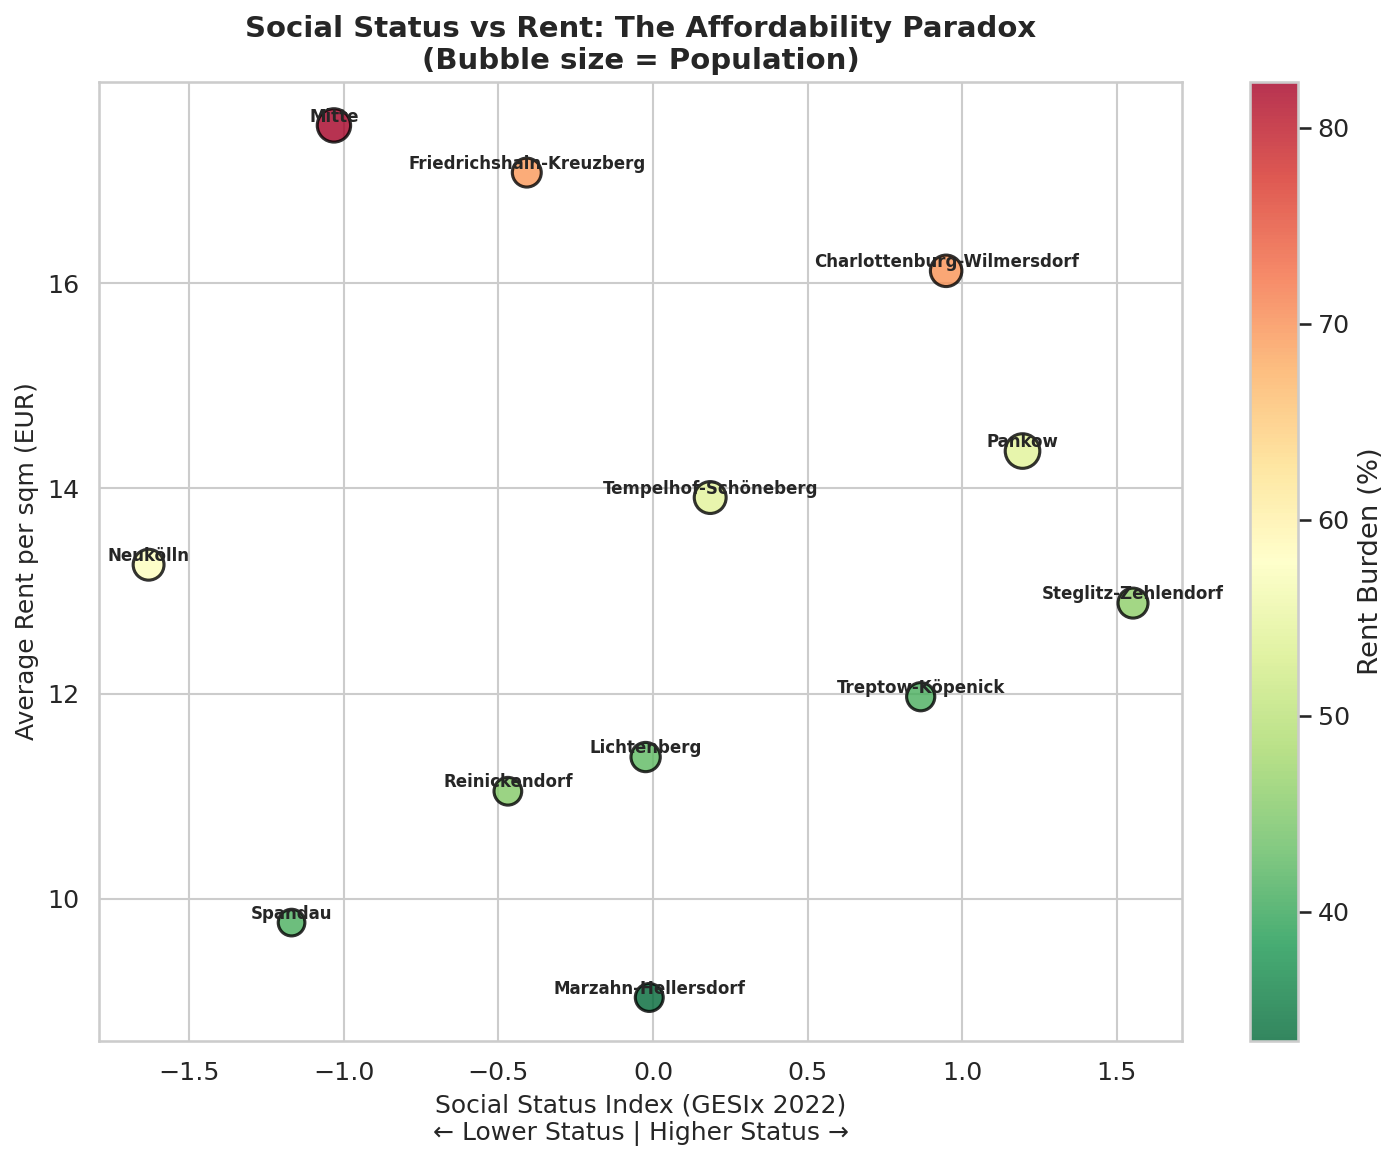 Social Status vs Rent: The Affordability Paradox
(Bubble size = Population)
Mitte
Friedrichshain-Kreuzberg
Charlottenburg-Wilmersdorf
Pankow
Tempelhof-Schöneberg
Neukölln
Steglitz-Zehlendorf
Treptow-Köpenick
Lichtenberg
Reinickendorf
Spandau
Marzahn-Hellersdorf
Average Rent per sqm (EUR)
16
14
12
10
−1.5 −1.0 −0.5 0.0 0.5 1.0 1.5
Social Status Index (GESIx 2022)
← Lower Status | Higher Status →
80
70
60
50
40
Rent Burden (%)